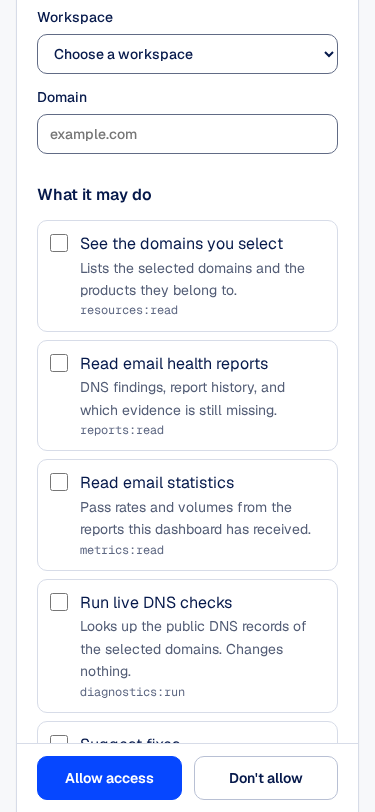 Workspace
Choose a workspace
Domain
example.com
What it may do
See the domains you select
Lists the selected domains and the
products they belong to.
resources:read
Read email health reports
DNS findings, report history, and
which evidence is still missing.
reports:read
Read email statistics
Pass rates and volumes from the
reports this dashboard has received.
metrics:read
Run live DNS checks
Looks up the public DNS records of
the selected domains. Changes
nothing.
diagnostics:run
Suggest fixes
Allow access
Don't allow